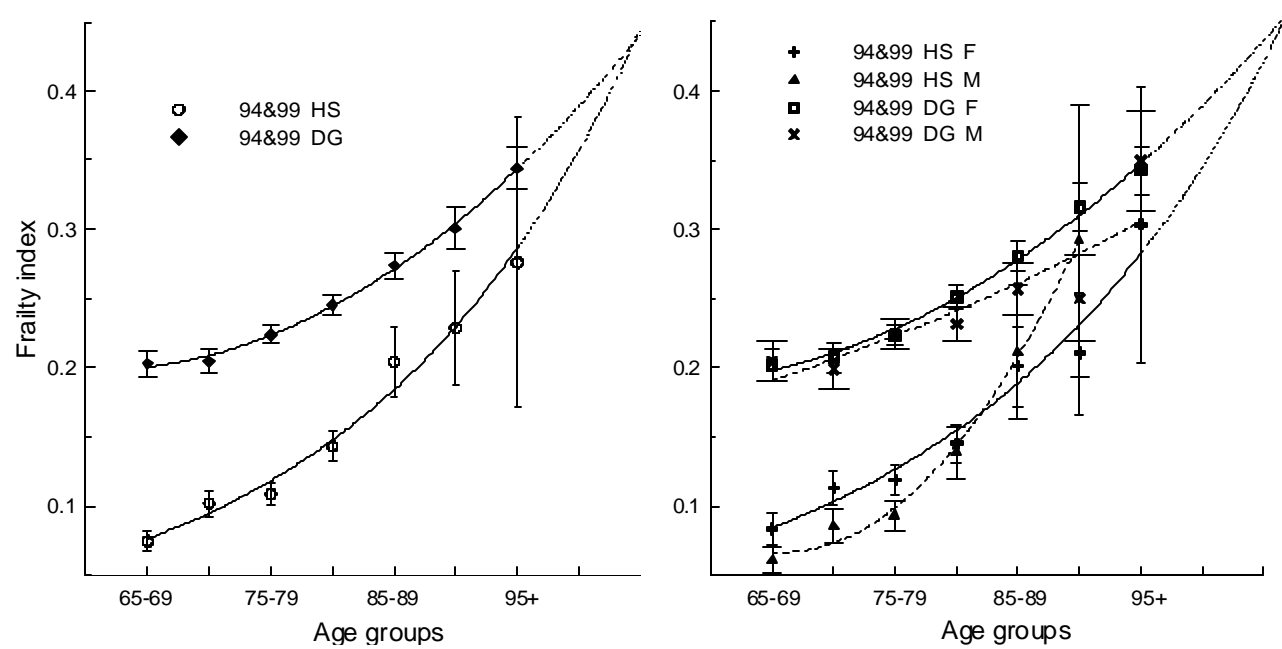 Frailty index
0.4
0.3
0.2
0.1
94&99 HS
94&99 DG
65-69
75-79
85-89
95+
Age groups
0.4
0.3
0.2
0.1
94&99 HS F
94&99 HS M
94&99 DG F
94&99 DG M
65-69
75-79
85-89
95+
Age groups